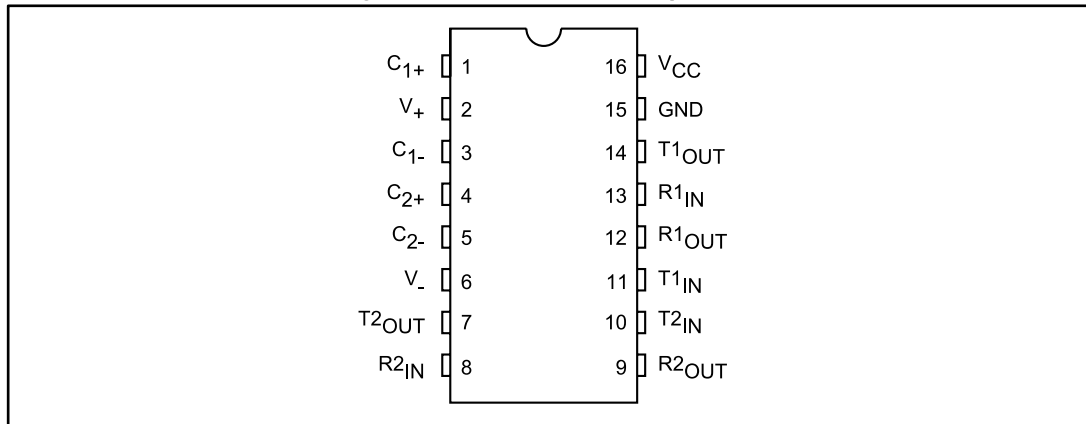 C1+ 1 16 VCC
V+ 2 15 GND
C1- 3 14 T1OUT
C2+ 4 13 R1IN
C2- 5 12 R1OUT
V- 6 11 T1IN
T2OUT 7 10 T2IN
R2IN 8 9 R2OUT